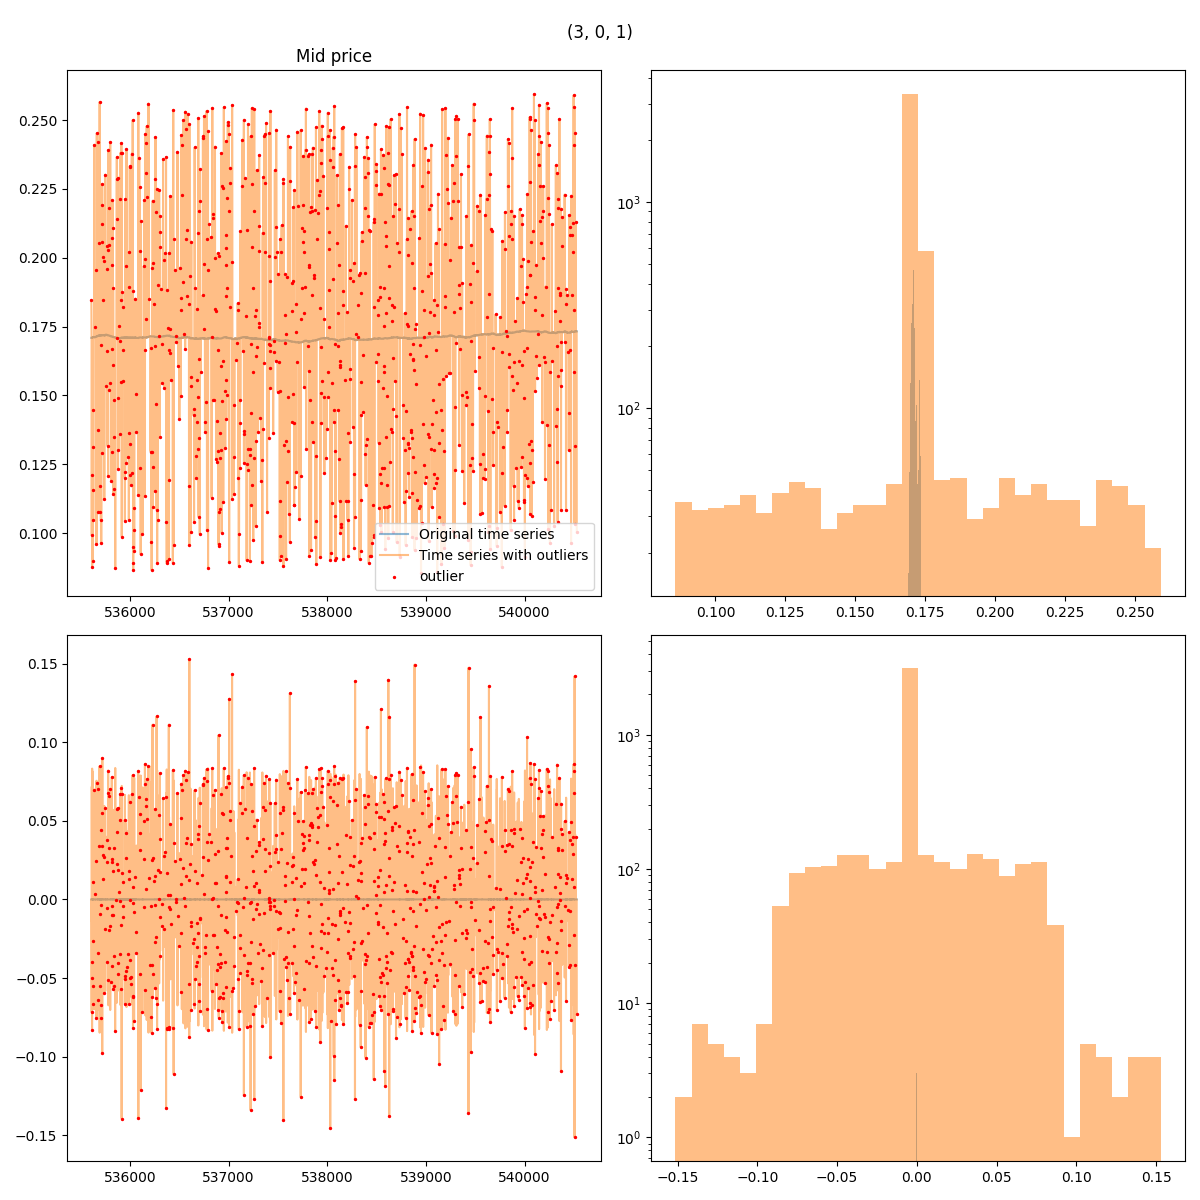 (3, 0, 1)
Mid price
0.250
0.225
0.200
0.175
0.150
0.125
0.100
Original time series
Time series with outliers
outlier
536000 537000 538000 539000 540000
10³
10²
0.100 0.125 0.150 0.175 0.200 0.225 0.250
0.15
0.10
0.05
0.00
−0.05
−0.10
−0.15
536000 537000 538000 539000 540000
10³
10²
10¹
10⁰
−0.15 −0.10 −0.05 0.00 0.05 0.10 0.15